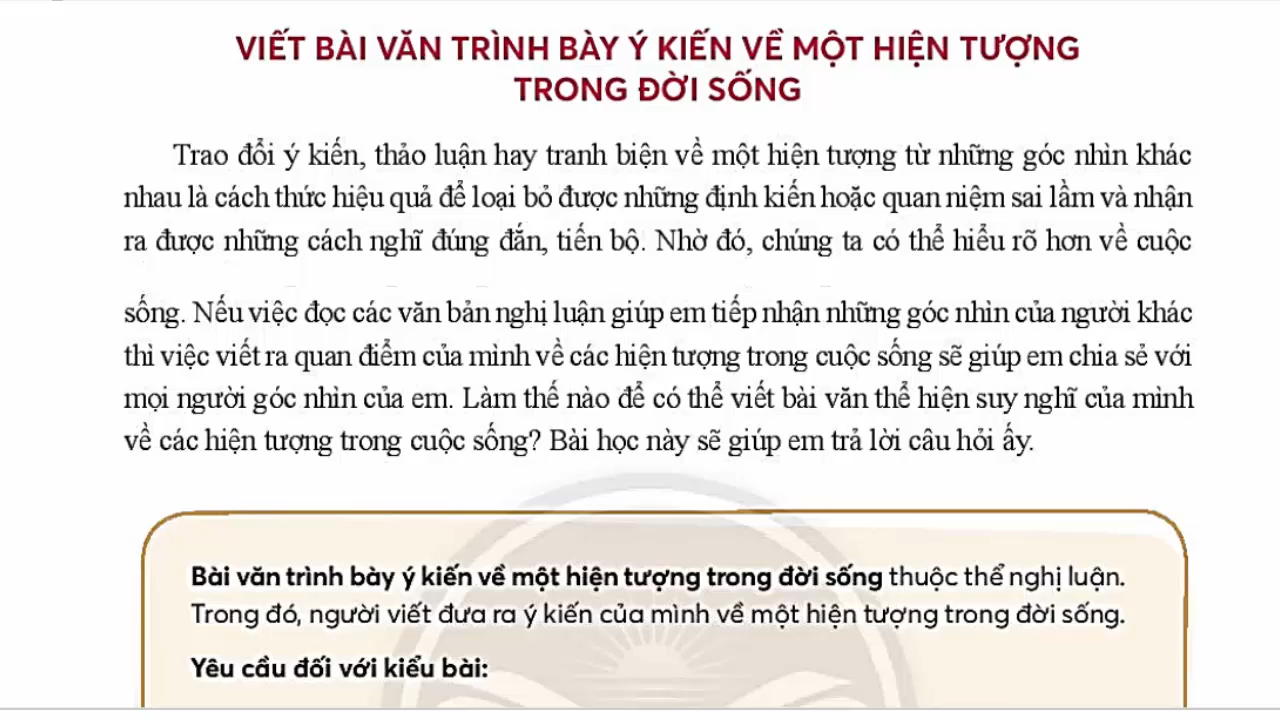 VIẾT BÀI VĂN TRÌNH BÀY Ý KIẾN VỀ MỘT HIỆN TƯỢNG
TRONG ĐỜI SỐNG
Trao đổi ý kiến, thảo luận hay tranh biện về một hiện tượng từ những góc nhìn khác
nhau là cách thức hiệu quả để loại bỏ được những định kiến hoặc quan niệm sai lầm và nhận
ra được những cách nghĩ đúng đắn, tiến bộ. Nhờ đó, chúng ta có thể hiểu rõ hơn về cuộc
sống. Nếu việc đọc các văn bản nghị luận giúp em tiếp nhận những góc nhìn của người khác
thì việc viết ra quan điểm của mình về các hiện tượng trong cuộc sống sẽ giúp em chia sẻ với
mọi người góc nhìn của em. Làm thế nào để có thể viết bài văn thể hiện suy nghĩ của mình
về các hiện tượng trong cuộc sống? Bài học này sẽ giúp em trả lời câu hỏi ấy.
Bài văn trình bày ý kiến về một hiện tượng trong đời sống thuộc thể nghị luận.
Trong đó, người viết đưa ra ý kiến của mình về một hiện tượng trong đời sống.
Yêu cầu đối với kiểu bài: